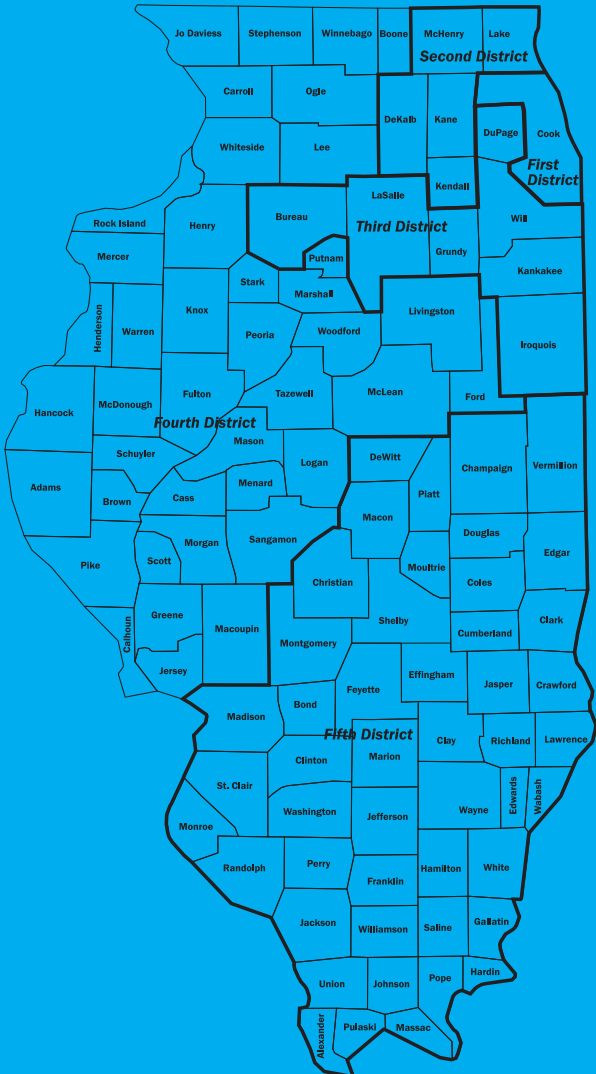 Jo Daviess
Stephenson
Winnebago
Boone
McHenry
Lake
Second District
Carroll
Ogle
DeKalb
Kane
DuPage
Cook
Whiteside
Lee
First
District
Kendall
LaSalle
Bureau
Third District
Rock Island
Henry
Will
Mercer
Putnam
Grundy
Kankakee
Stark
Marshall
Knox
Henderson
Warren
Peoria
Woodford
Livingston
Iroquois
Hancock
McDonough
Fulton
Tazewell
McLean
Ford
Fourth District
Mason
Schuyler
Logan
DeWitt
Champaign
Vermillion
Adams
Brown
Cass
Menard
Piatt
Macon
Morgan
Sangamon
Douglas
Edgar
Pike
Scott
Moultrie
Christian
Coles
Greene
Macoupin
Shelby
Calhoun
Montgomery
Cumberland
Clark
Jersey
Effingham
Feyette
Jasper
Crawford
Madison
Bond
Fifth District
Clay
Richland
Lawrence
Clinton
Marion
St. Clair
Edwards
Wabash
Washington
Jefferson
Wayne
Monroe
Randolph
Perry
Hamilton
White
Franklin
Jackson
Williamson
Saline
Gallatin
Union
Johnson
Pope
Hardin
Alexander
Pulaski
Massac